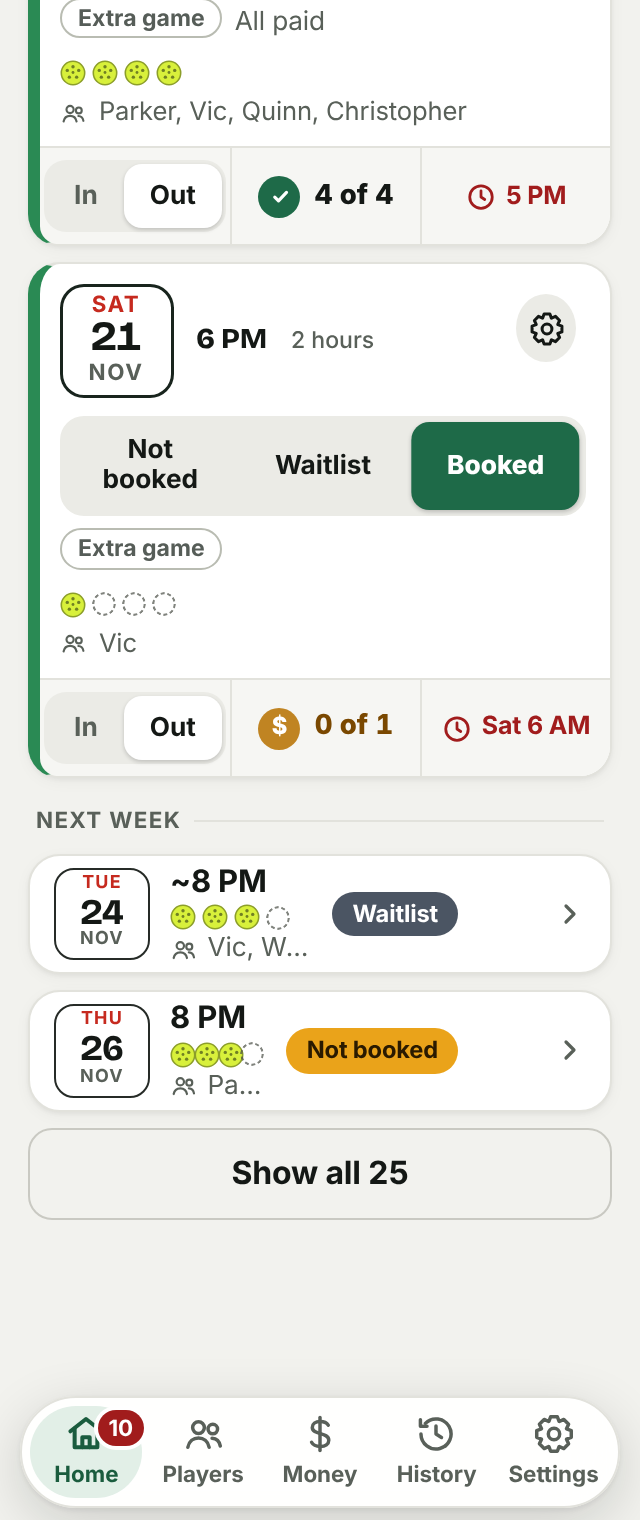 Extra game All paid
Parker, Vic, Quinn, Christopher
In Out 4 of 4 5 PM
SAT
21
NOV
6 PM 2 hours
Not booked Waitlist Booked
Extra game
Vic
In Out $ 0 of 1 Sat 6 AM
NEXT WEEK
TUE
24
NOV
~8 PM
Vic, W...
Waitlist
THU
26
NOV
8 PM
Pa...
Not booked
Show all 25
10
Home Players Money History Settings